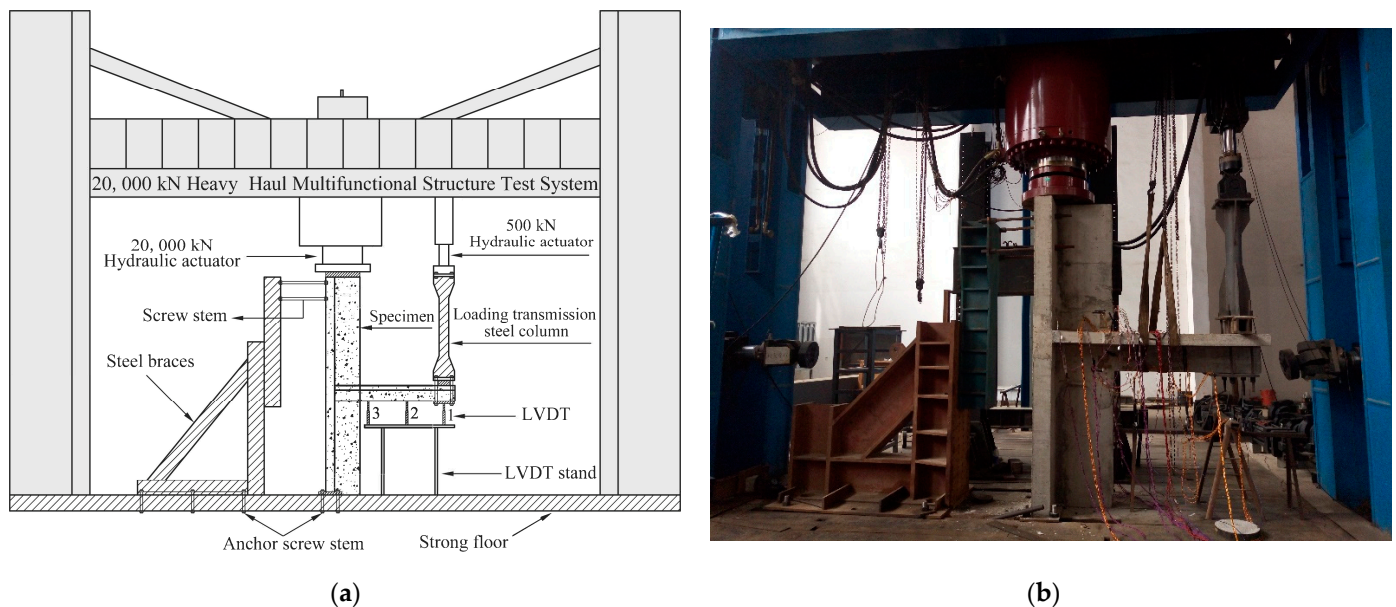 20, 000 kN Heavy Haul Multifunctional Structure Test System
500 kN
Hydraulic actuator
20, 000 kN
Hydraulic actuator
Screw stem
Specimen
Loading transmission
steel column
Steel braces
3 2 1
LVDT
LVDT stand
Anchor screw stem
Strong floor
(a)
(b)